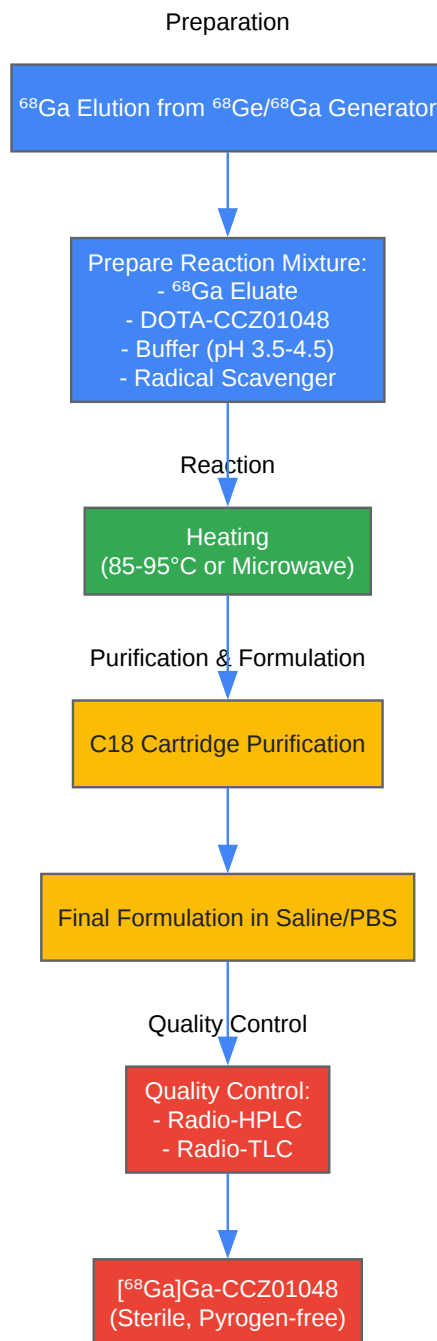 Preparation
⁶⁸Ga Elution from ⁶⁸Ge/⁶⁸Ga Generator
Prepare Reaction Mixture:
- ⁶⁸Ga Eluate
- DOTA-CCZ01048
- Buffer (pH 3.5-4.5)
- Radical Scavenger
Reaction
Heating
(85-95°C or Microwave)
Purification & Formulation
C18 Cartridge Purification
Final Formulation in Saline/PBS
Quality Control
Quality Control:
- Radio-HPLC
- Radio-TLC
[⁶⁸Ga]Ga-CCZ01048
(Sterile, Pyrogen-free)